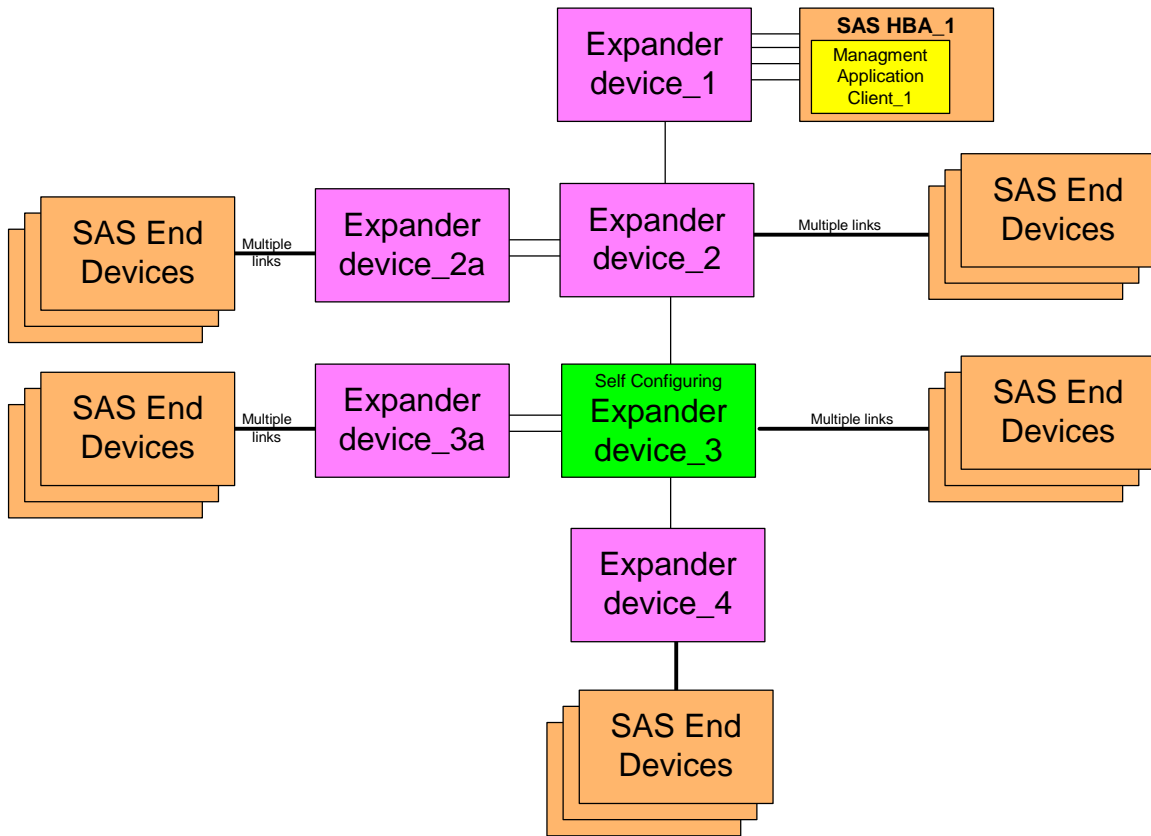 Expander
device_1
SAS HBA_1
Managment
Application
Client_1
SAS End
Devices
Multiple
links
Expander
device_2a
Expander
device_2
Multiple links
SAS End
Devices
SAS End
Devices
Multiple
links
Expander
device_3a
Self Configuring
Expander
device_3
Multiple links
SAS End
Devices
Expander
device_4
SAS End
Devices